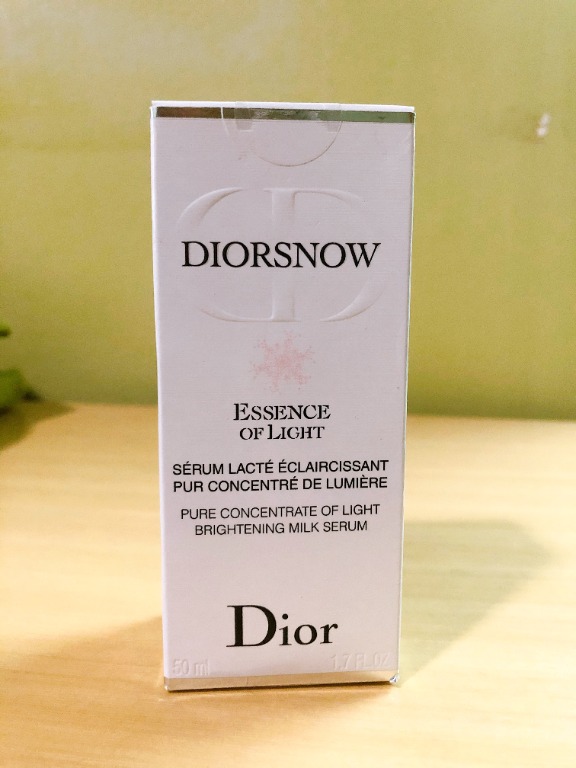 DIORSNOW
ESSENCE
OF LIGHT
SÉRUM LACTÉ ÉCLAIRCISSANT
PUR CONCENTRÉ DE LUMIÈRE
PURE CONCENTRATE OF LIGHT
BRIGHTENING MILK SERUM
Dior
50 ml 1.7 FL.OZ